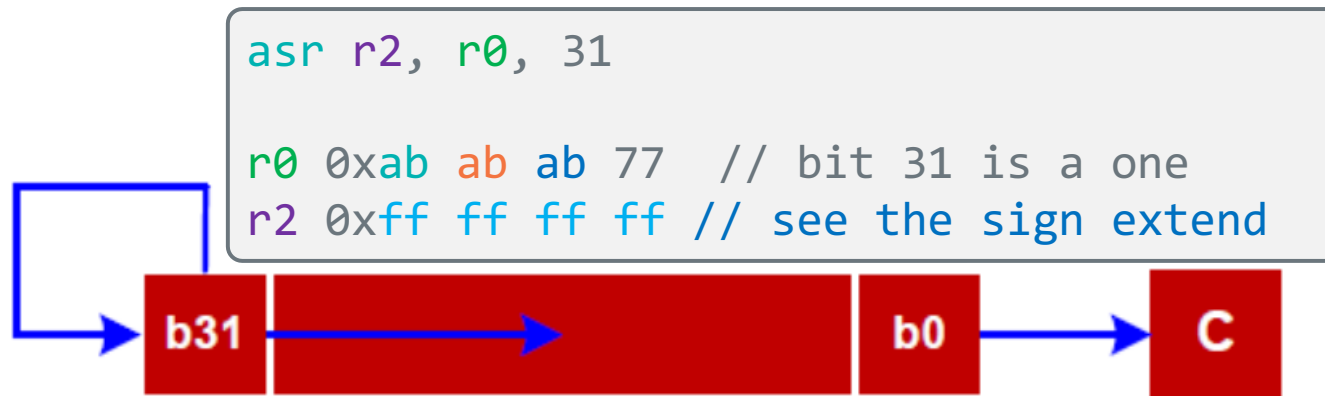 asr r2, r0, 31
r0 0xab ab ab 77 // bit 31 is a one
r2 0xff ff ff ff // see the sign extend
b31 b0 C